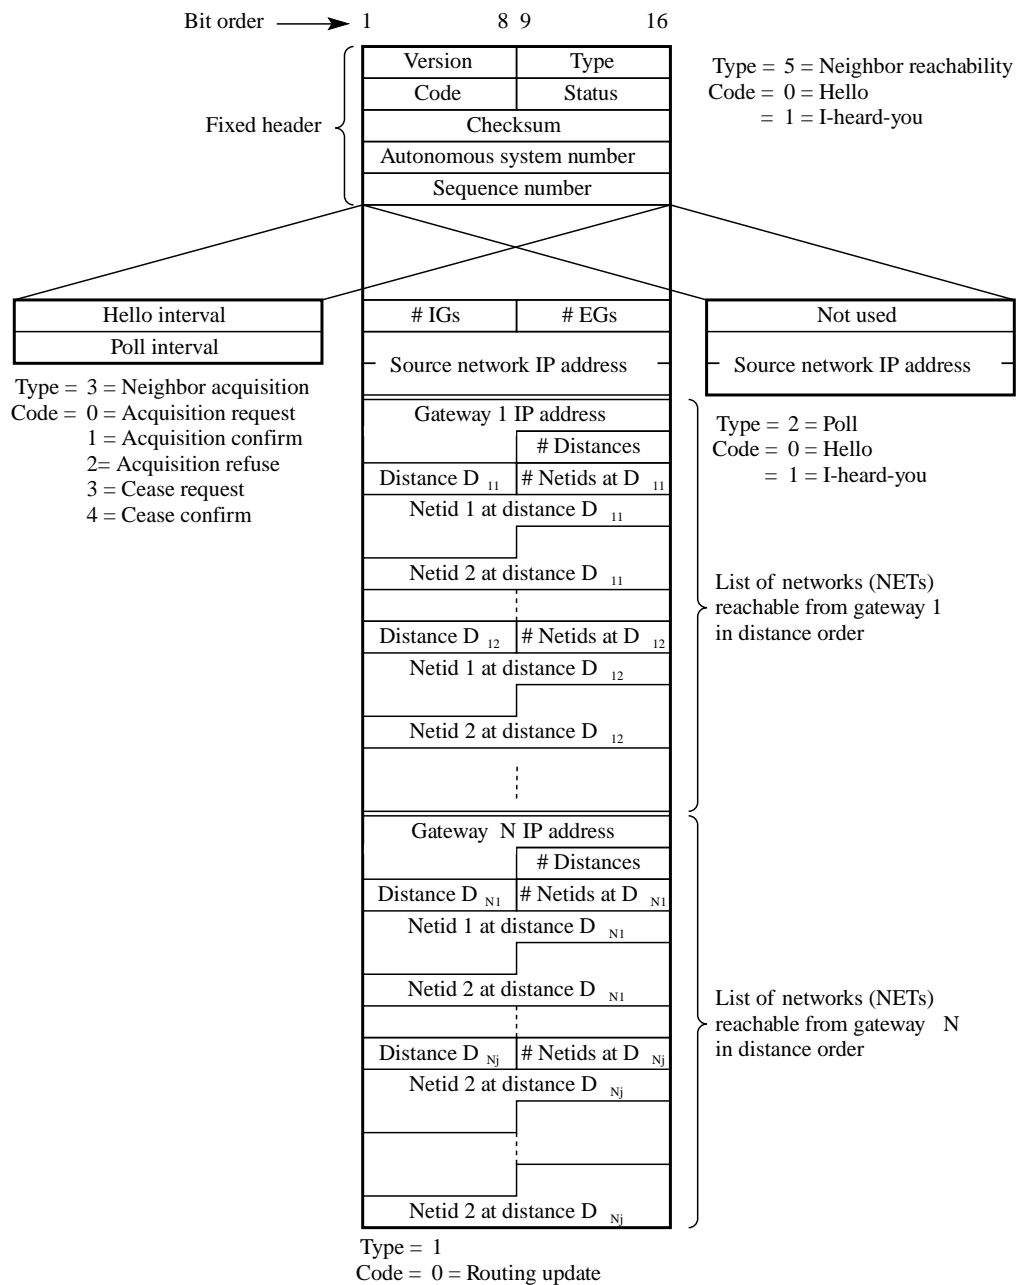 Bit order 1 8 9 16
Version Type
Code Status
Checksum
Autonomous system number
Sequence number
Fixed header
Type = 5 = Neighbor reachability
Code = 0 = Hello
= 1 = I-heard-you
Hello interval
Poll interval
Type = 3 = Neighbor acquisition
Code = 0 = Acquisition request
1 = Acquisition confirm
2= Acquisition refuse
3 = Cease request
4 = Cease confirm
# IGs # EGs
Source network IP address
Not used
Source network IP address
Type = 2 = Poll
Code = 0 = Hello
= 1 = I-heard-you
Gateway 1 IP address
# Distances
Distance D 11 # Netids at D 11
Netid 1 at distance D 11
Netid 2 at distance D 11
Distance D 12 # Netids at D 12
Netid 1 at distance D 12
Netid 2 at distance D 12
List of networks (NETs)
reachable from gateway 1
in distance order
Gateway N IP address
# Distances
Distance D N1 # Netids at D N1
Netid 1 at distance D N1
Netid 2 at distance D N1
Distance D Nj # Netids at D Nj
Netid 2 at distance D Nj
Netid 2 at distance D Nj
List of networks (NETs)
reachable from gateway N
in distance order
Type = 1
Code = 0 = Routing update